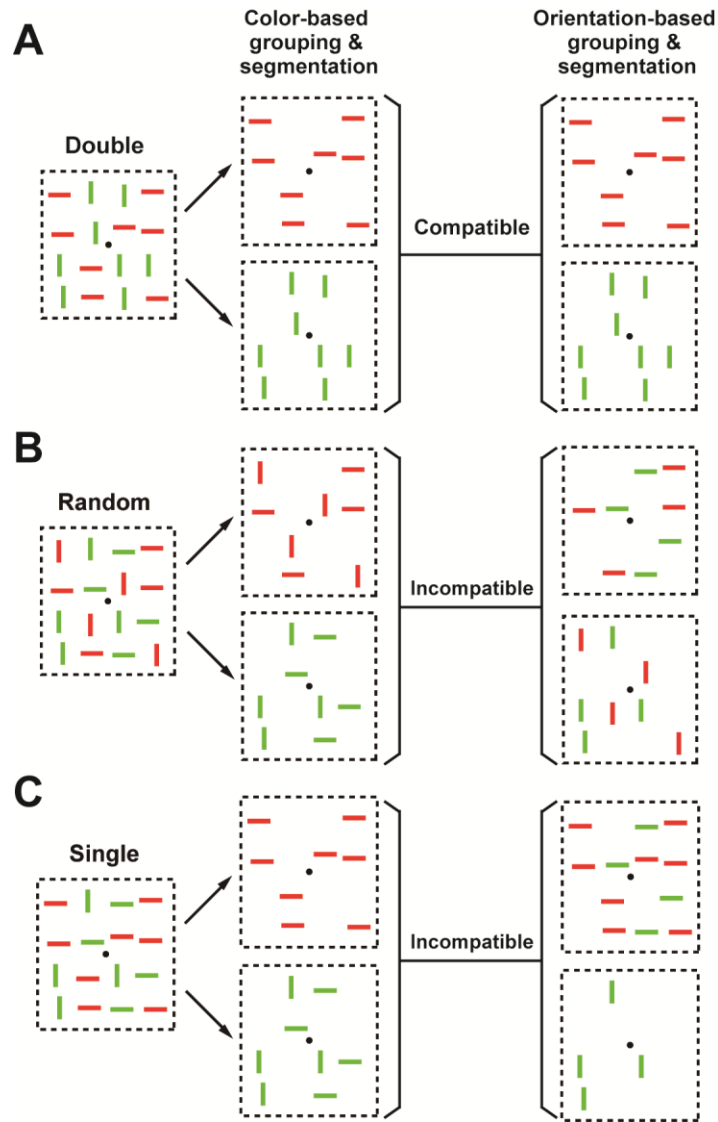 A
Color-based
grouping &
segmentation
Orientation-based
grouping &
segmentation
Double
Compatible
B
Random
Incompatible
C
Single
Incompatible